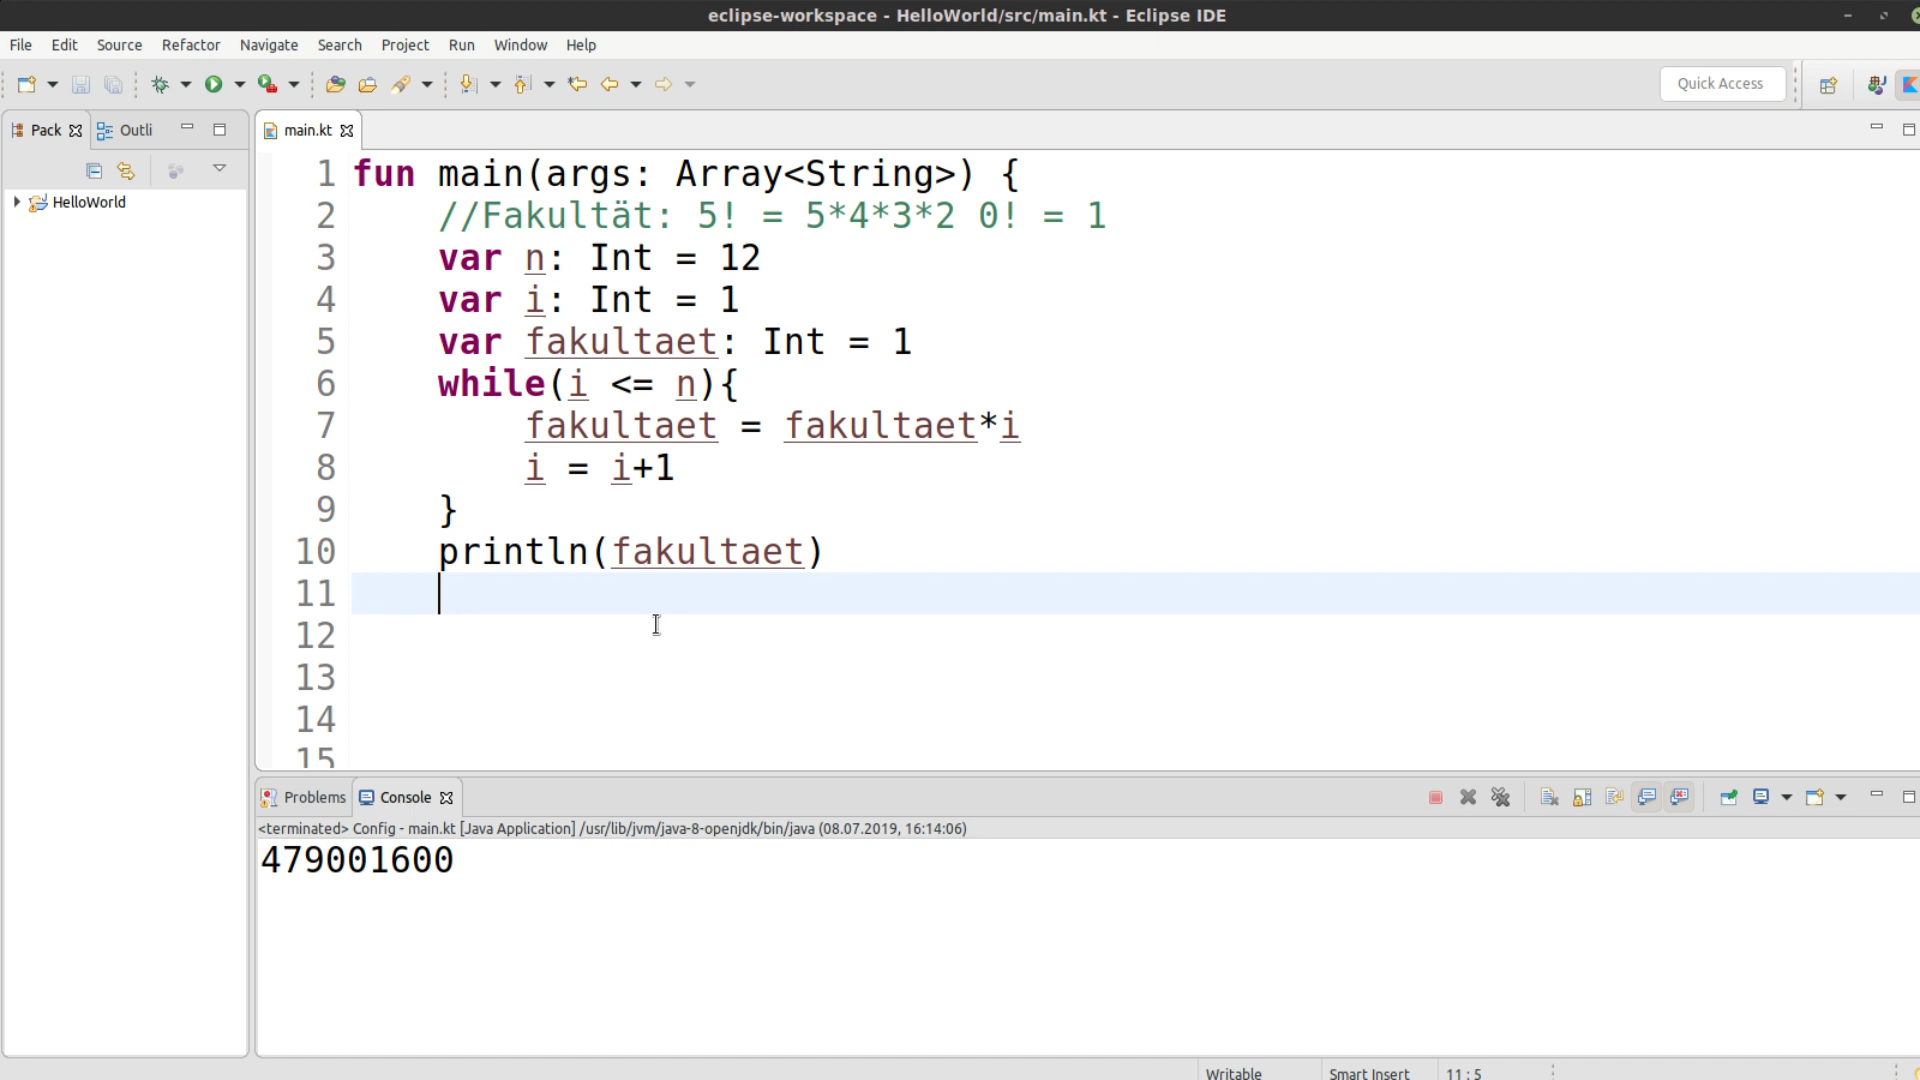 eclipse-workspace - HelloWorld/src/main.kt - Eclipse IDE
File Edit Source Refactor Navigate Search Project Run Window Help
Quick Access
Pack Outli
main.kt
HelloWorld
1 fun main(args: Array<String>) {
2 //Fakultät: 5! = 5*4*3*2 0! = 1
3 var n: Int = 12
4 var i: Int = 1
5 var fakultaet: Int = 1
6 while(i <= n){
7 fakultaet = fakultaet*i
8 i = i+1
9 }
10 println(fakultaet)
11
12
13
14
15
Problems Console
<terminated> Config - main.kt [Java Application] /usr/lib/jvm/java-8-openjdk/bin/java (08.07.2019, 16:14:06)
479001600
Writable Smart Insert 11 : 5